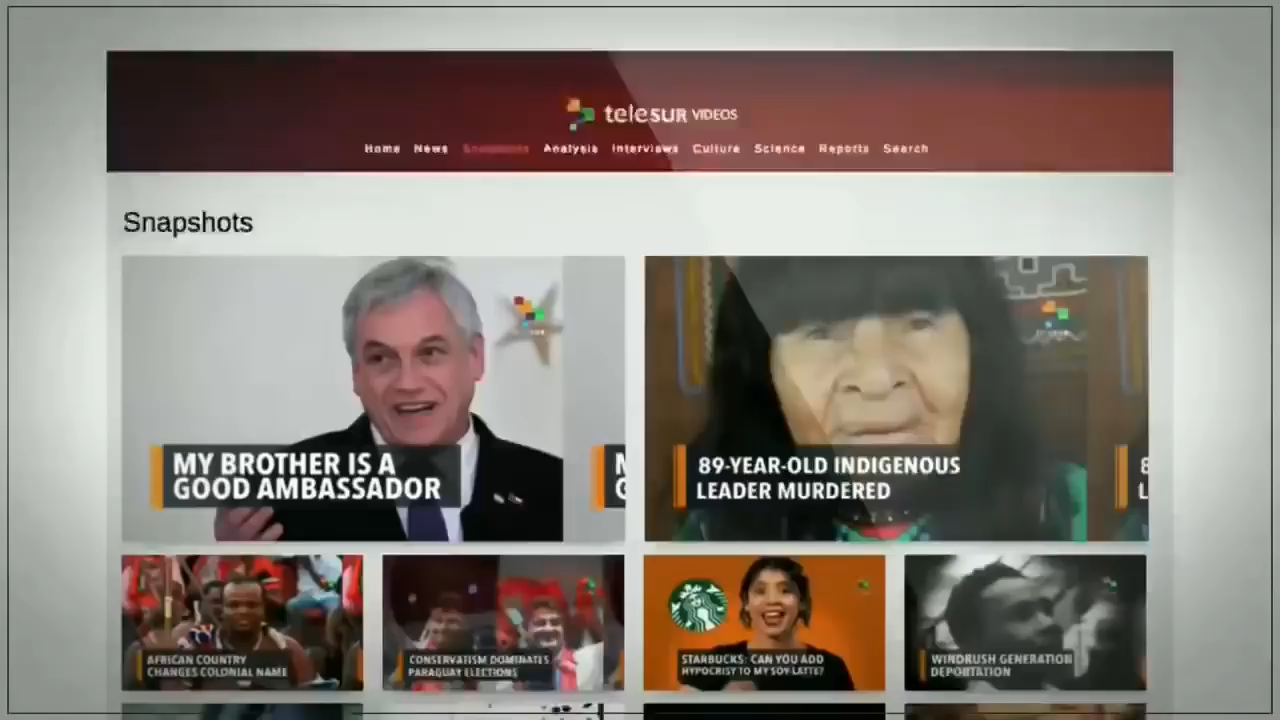 teleSUR VIDEOS
Home News Snapshots Analysis Interviews Culture Science Reports Search
Snapshots
MY BROTHER IS A
GOOD AMBASSADOR
89-YEAR-OLD INDIGENOUS
LEADER MURDERED
AFRICAN COUNTRY
CHANGES COLONIAL NAME
CONSERVATISM DOMINATES
PARAGUAY ELECTIONS
STARBUCKS: CAN YOU ADD
HYPOCRISY TO MY SOY-LATTE?
WINDRUSH GENERATION
DEPORTATION